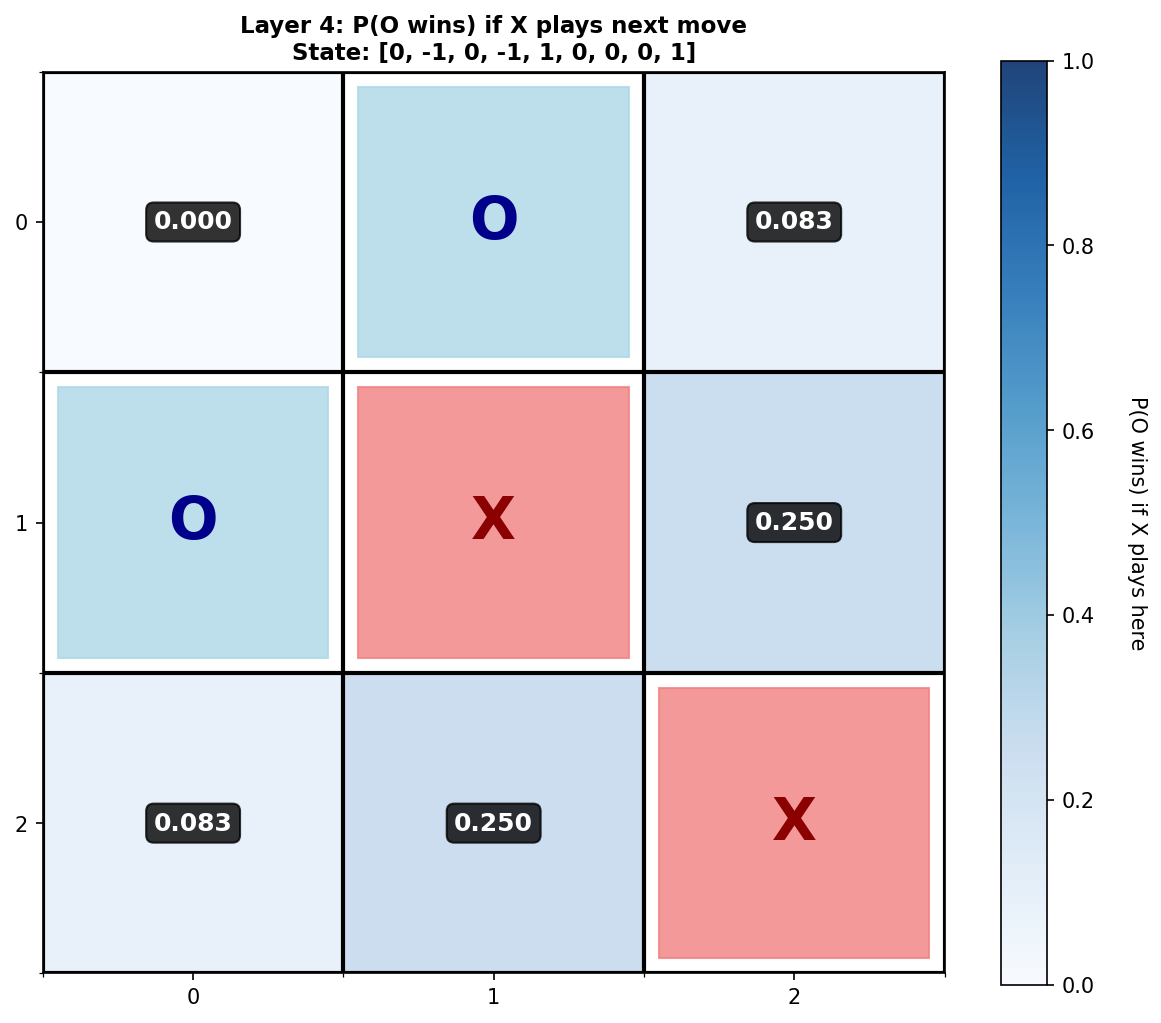 Layer 4: P(O wins) if X plays next move
State: [0, -1, 0, -1, 1, 0, 0, 0, 1]
0
0.000
O
0.083
1
O
X
0.250
2
0.083
0.250
X
0
1
2
1.0
0.8
0.6
0.4
0.2
0.0
P(O wins) if X plays here